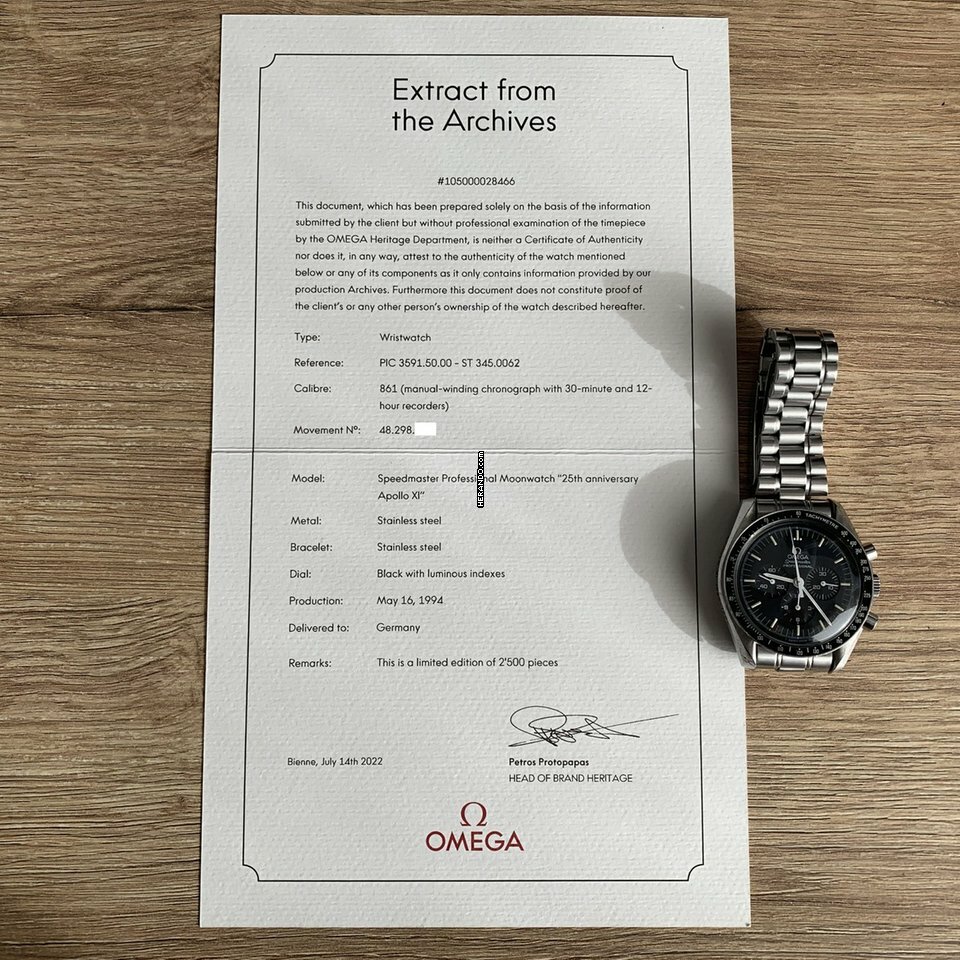 Extract from
the Archives
#105000028466
This document, which has been prepared solely on the basis of the information
submitted by the client but without professional examination of the timepiece
by the OMEGA Heritage Department, is neither a Certificate of Authenticity
nor does it, in any way, attest to the authenticity of the watch mentioned
below or any of its components as it only contains information provided by our
production Archives. Furthermore this document does not constitute proof of
the client's or any other person's ownership of the watch described hereafter.
Type: Wristwatch
Reference: PIC 3591.50.00 - ST 345.0062
Calibre: 861 (manual-winding chronograph with 30-minute and 12-
hour recorders)
Movement Nº: 48.298.
Model: Speedmaster Professional Moonwatch "25th anniversary
Apollo XI"
Metal: Stainless steel
Bracelet: Stainless steel
Dial: Black with luminous indexes
Production: May 16, 1994
Delivered to: Germany
Remarks: This is a limited edition of 2'500 pieces
Bienne, July 14th 2022
Petros Protopapas
HEAD OF BRAND HERITAGE
Ω
OMEGA
HERANDO.com
TACHYMETRE
Ω
OMEGA
Speedmaster
PROFESSIONAL